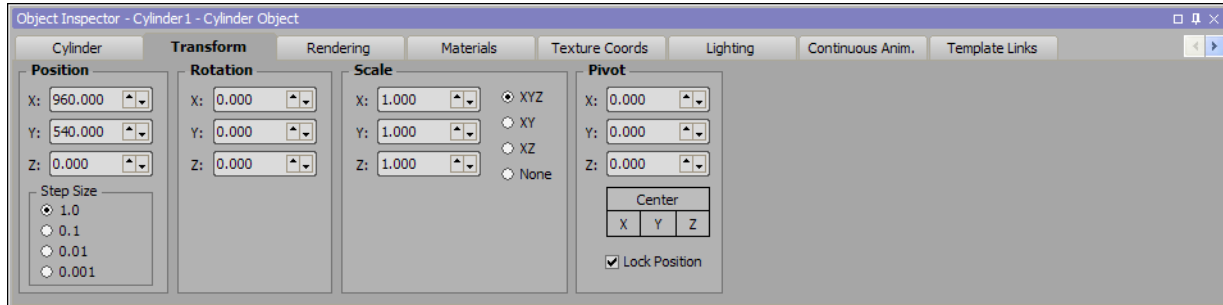 Object Inspector - Cylinder1 - Cylinder Object
Cylinder Transform Rendering Materials Texture Coords Lighting Continuous Anim. Template Links
Position Rotation Scale Pivot
X: 960.000 X: 0.000 X: 1.000 XYZ X: 0.000
Y: 540.000 Y: 0.000 Y: 1.000 XY Y: 0.000
Z: 0.000 Z: 0.000 Z: 1.000 XZ Z: 0.000
None
Step Size
1.0
0.1
0.01
0.001
Center
X Y Z
Lock Position